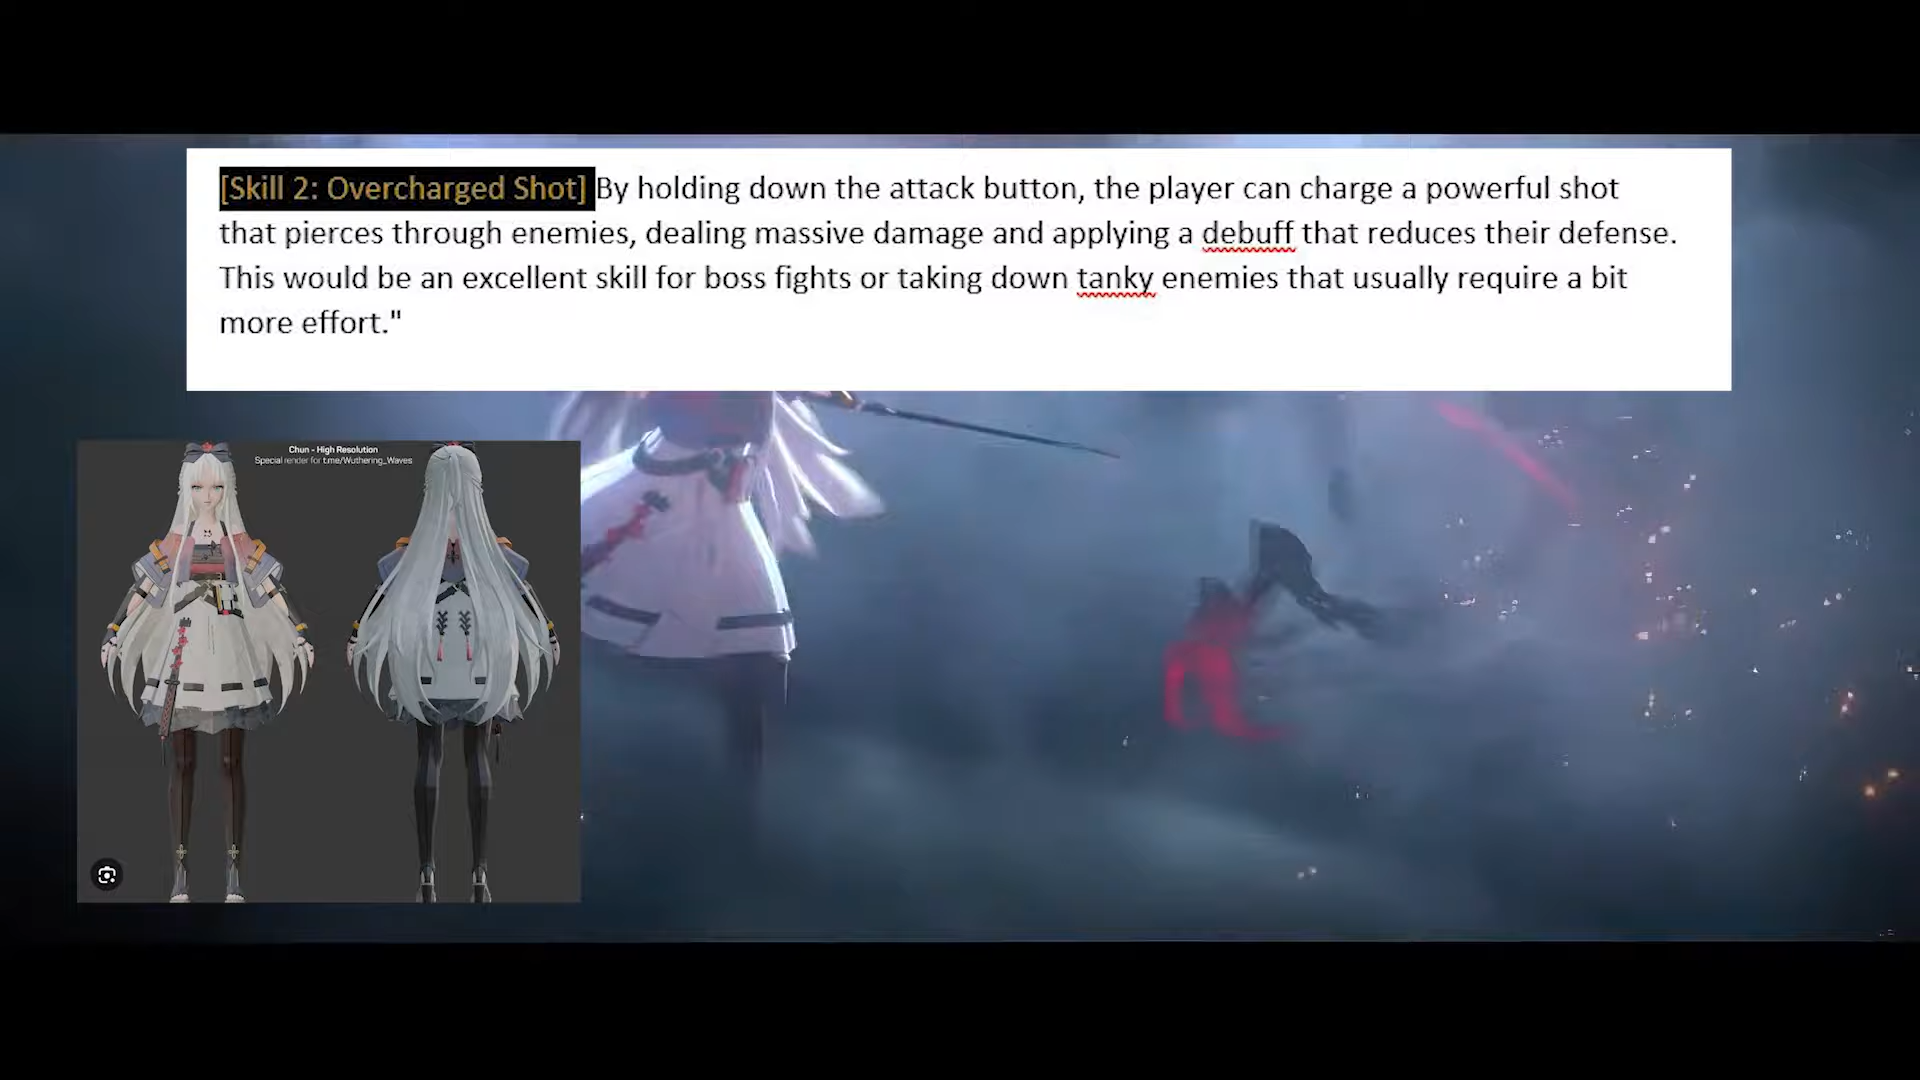 [Skill 2: Overcharged Shot] By holding down the attack button, the player can charge a powerful shot
that pierces through enemies, dealing massive damage and applying a debuff that reduces their defense.
This would be an excellent skill for boss fights or taking down tanky enemies that usually require a bit
more effort."
Chun - High Resolution
Special render for t.me/Wuthering_Waves